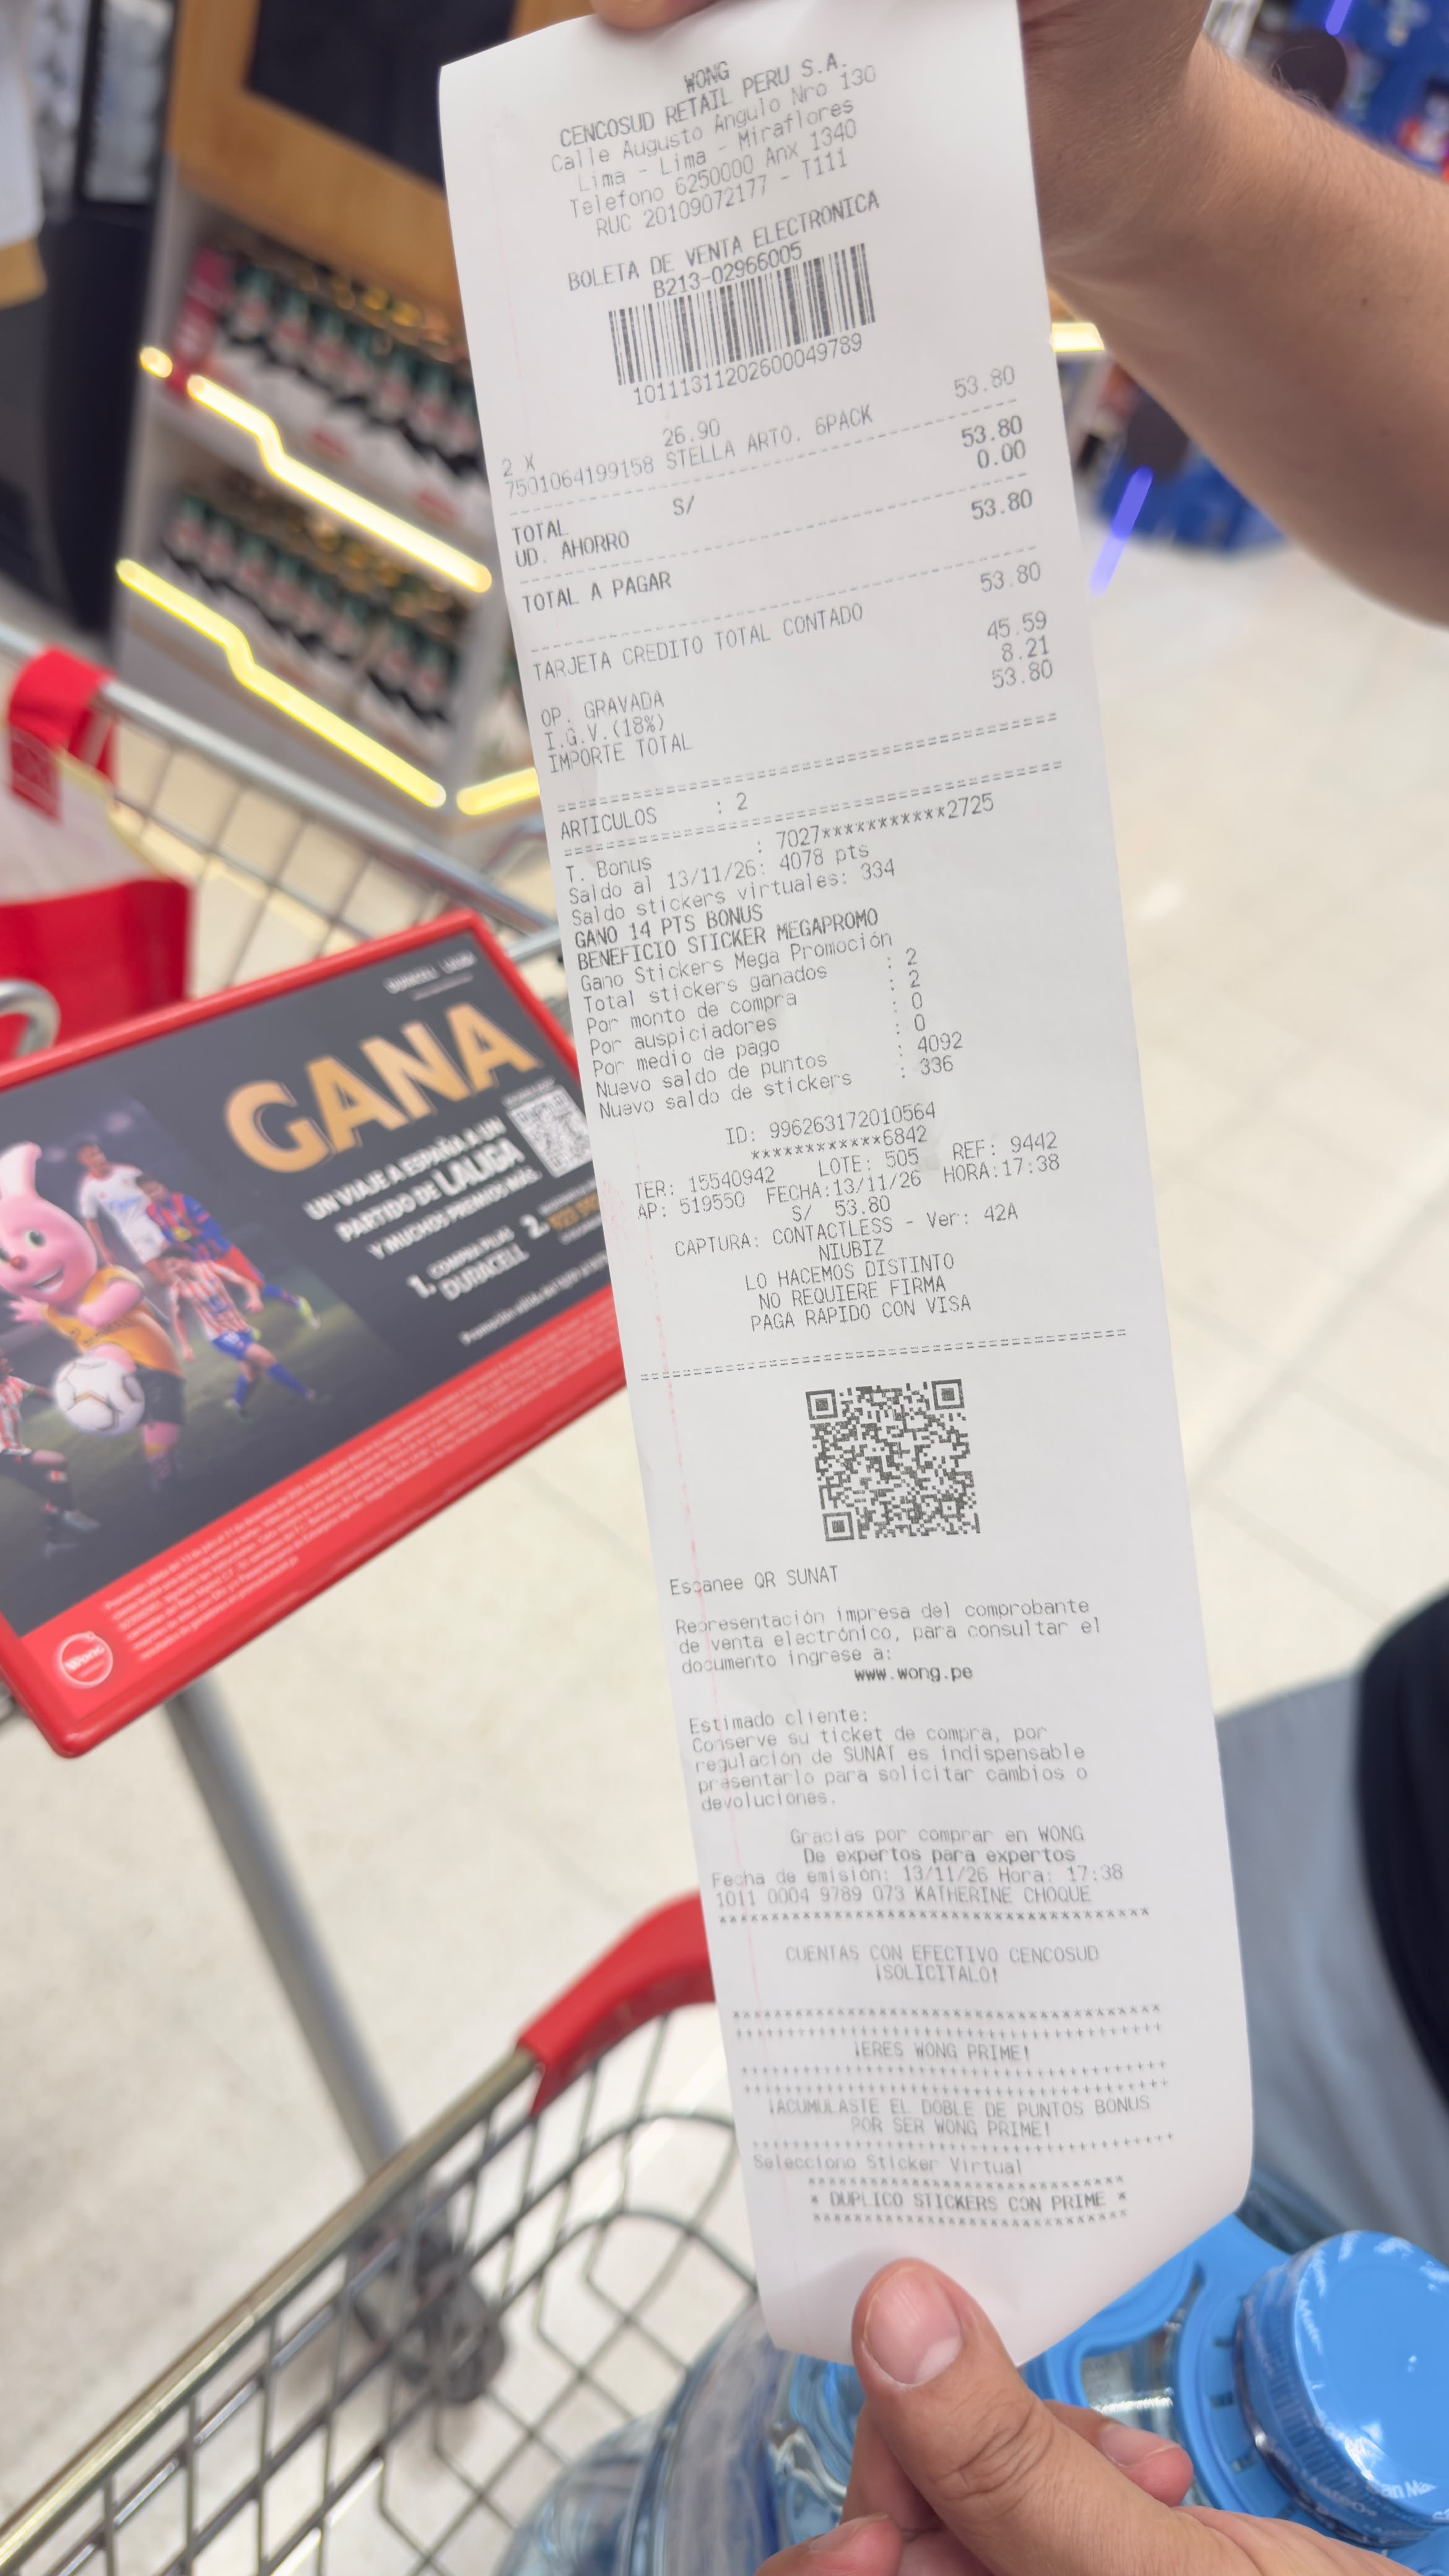 WONG
CENCOSUD RETAIL PERU S.A.
Calle Augusto Angulo Nro 130
Lima - Lima - Miraflores
Telefono 6250000 Anx 1340
RUC 20109072177 - T111
BOLETA DE VENTA ELECTRONICA
B213-02966005
10111311202600049789
2 X 26.90 53.80
7501064199158 STELLA ARTO. 6PACK
TOTAL S/ 53.80
UD. AHORRO 0.00
TOTAL A PAGAR 53.80
TARJETA CREDITO TOTAL CONTADO 53.80
OP. GRAVADA 45.59
I.G.V.(18%) 8.21
IMPORTE TOTAL 53.80
==========================================
ARTICULOS : 2
==========================================
T. Bonus : 7027***********2725
Saldo al 13/11/26: 4078 pts
Saldo stickers virtuales: 334
GANO 14 PTS BONUS
BENEFICIO STICKER MEGAPROMO
Gano Stickers Mega Promoción
Total stickers ganados : 2
Por monto de compra : 2
Por auspiciadores : 0
Por medio de pago : 0
Nuevo saldo de puntos : 4092
Nuevo saldo de stickers : 336
ID: 996263172010564
**********6842
TER: 15540942 LOTE: 505 REF: 9442
AP: 519550 FECHA:13/11/26 HORA:17:38
S/ 53.80
CAPTURA: CONTACTLESS - Ver: 42A
NIUBIZ
LO HACEMOS DISTINTO
NO REQUIERE FIRMA
PAGA RAPIDO CON VISA
==========================================
Escanee QR SUNAT
Representación impresa del comprobante
de venta electrónico, para consultar el
documento ingrese a:
www.wong.pe
Estimado cliente:
Conserve su ticket de compra, por
regulación de SUNAT es indispensable
presentarlo para solicitar cambios o
devoluciones.
Gracias por comprar en WONG
De expertos para expertos
Fecha de emisión: 13/11/26 Hora: 17:38
1011 0004 9789 073 KATHERINE CHOQUE
CUENTAS CON EFECTIVO CENCOSUD
¡SOLICITALO!
¡ERES WONG PRIME!
¡ACUMULASTE EL DOBLE DE PUNTOS BONUS
POR SER WONG PRIME!
Selecciono Sticker Virtual
* DUPLICO STICKERS CON PRIME *
GANA
UN VIAJE A ESPAÑA A UN
PARTIDO DE LALIGA
Y MUCHOS PREMIOS MÁS
1. COMPRA PILAS
DURACELL
2.
Wong